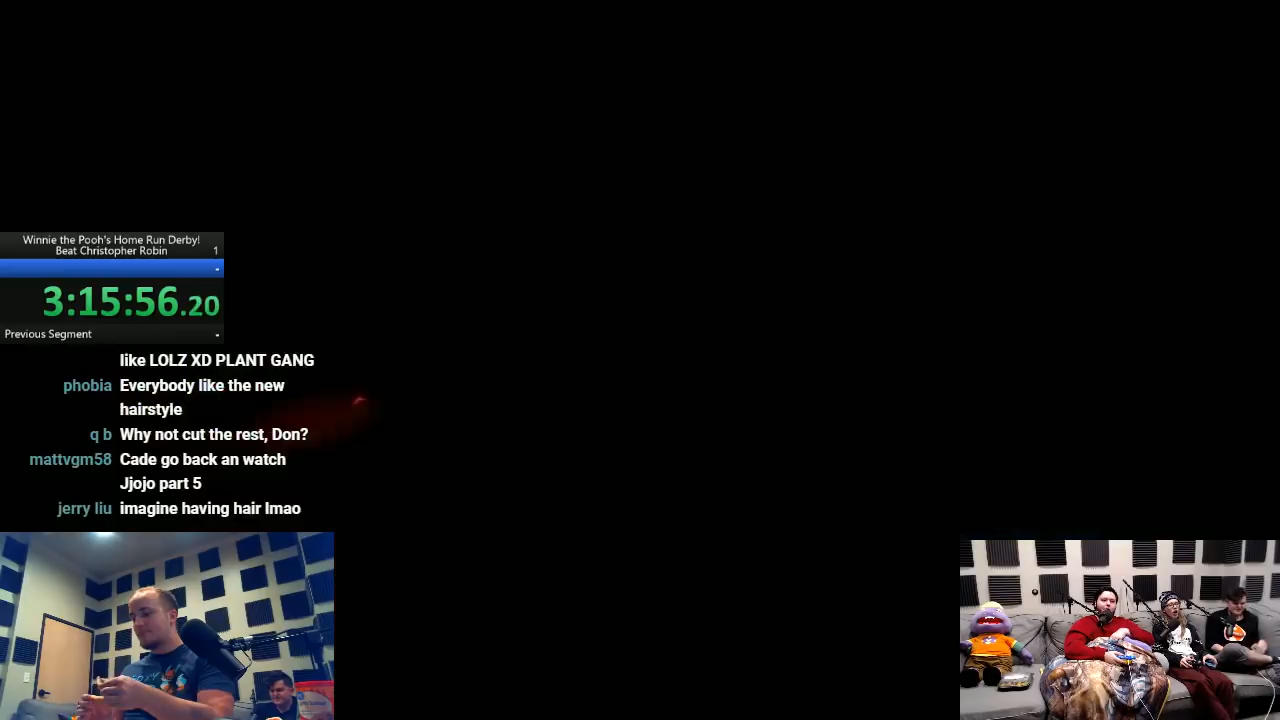 Winnie the Pooh's Home Run Derby!
Beat Christopher Robin 1
-
3:15:56.20
Previous Segment -
like LOLZ XD PLANT GANG
phobia Everybody like the new
hairstyle
q b Why not cut the rest, Don?
mattvgm58 Cade go back an watch
Jjojo part 5
jerry liu imagine having hair lmao